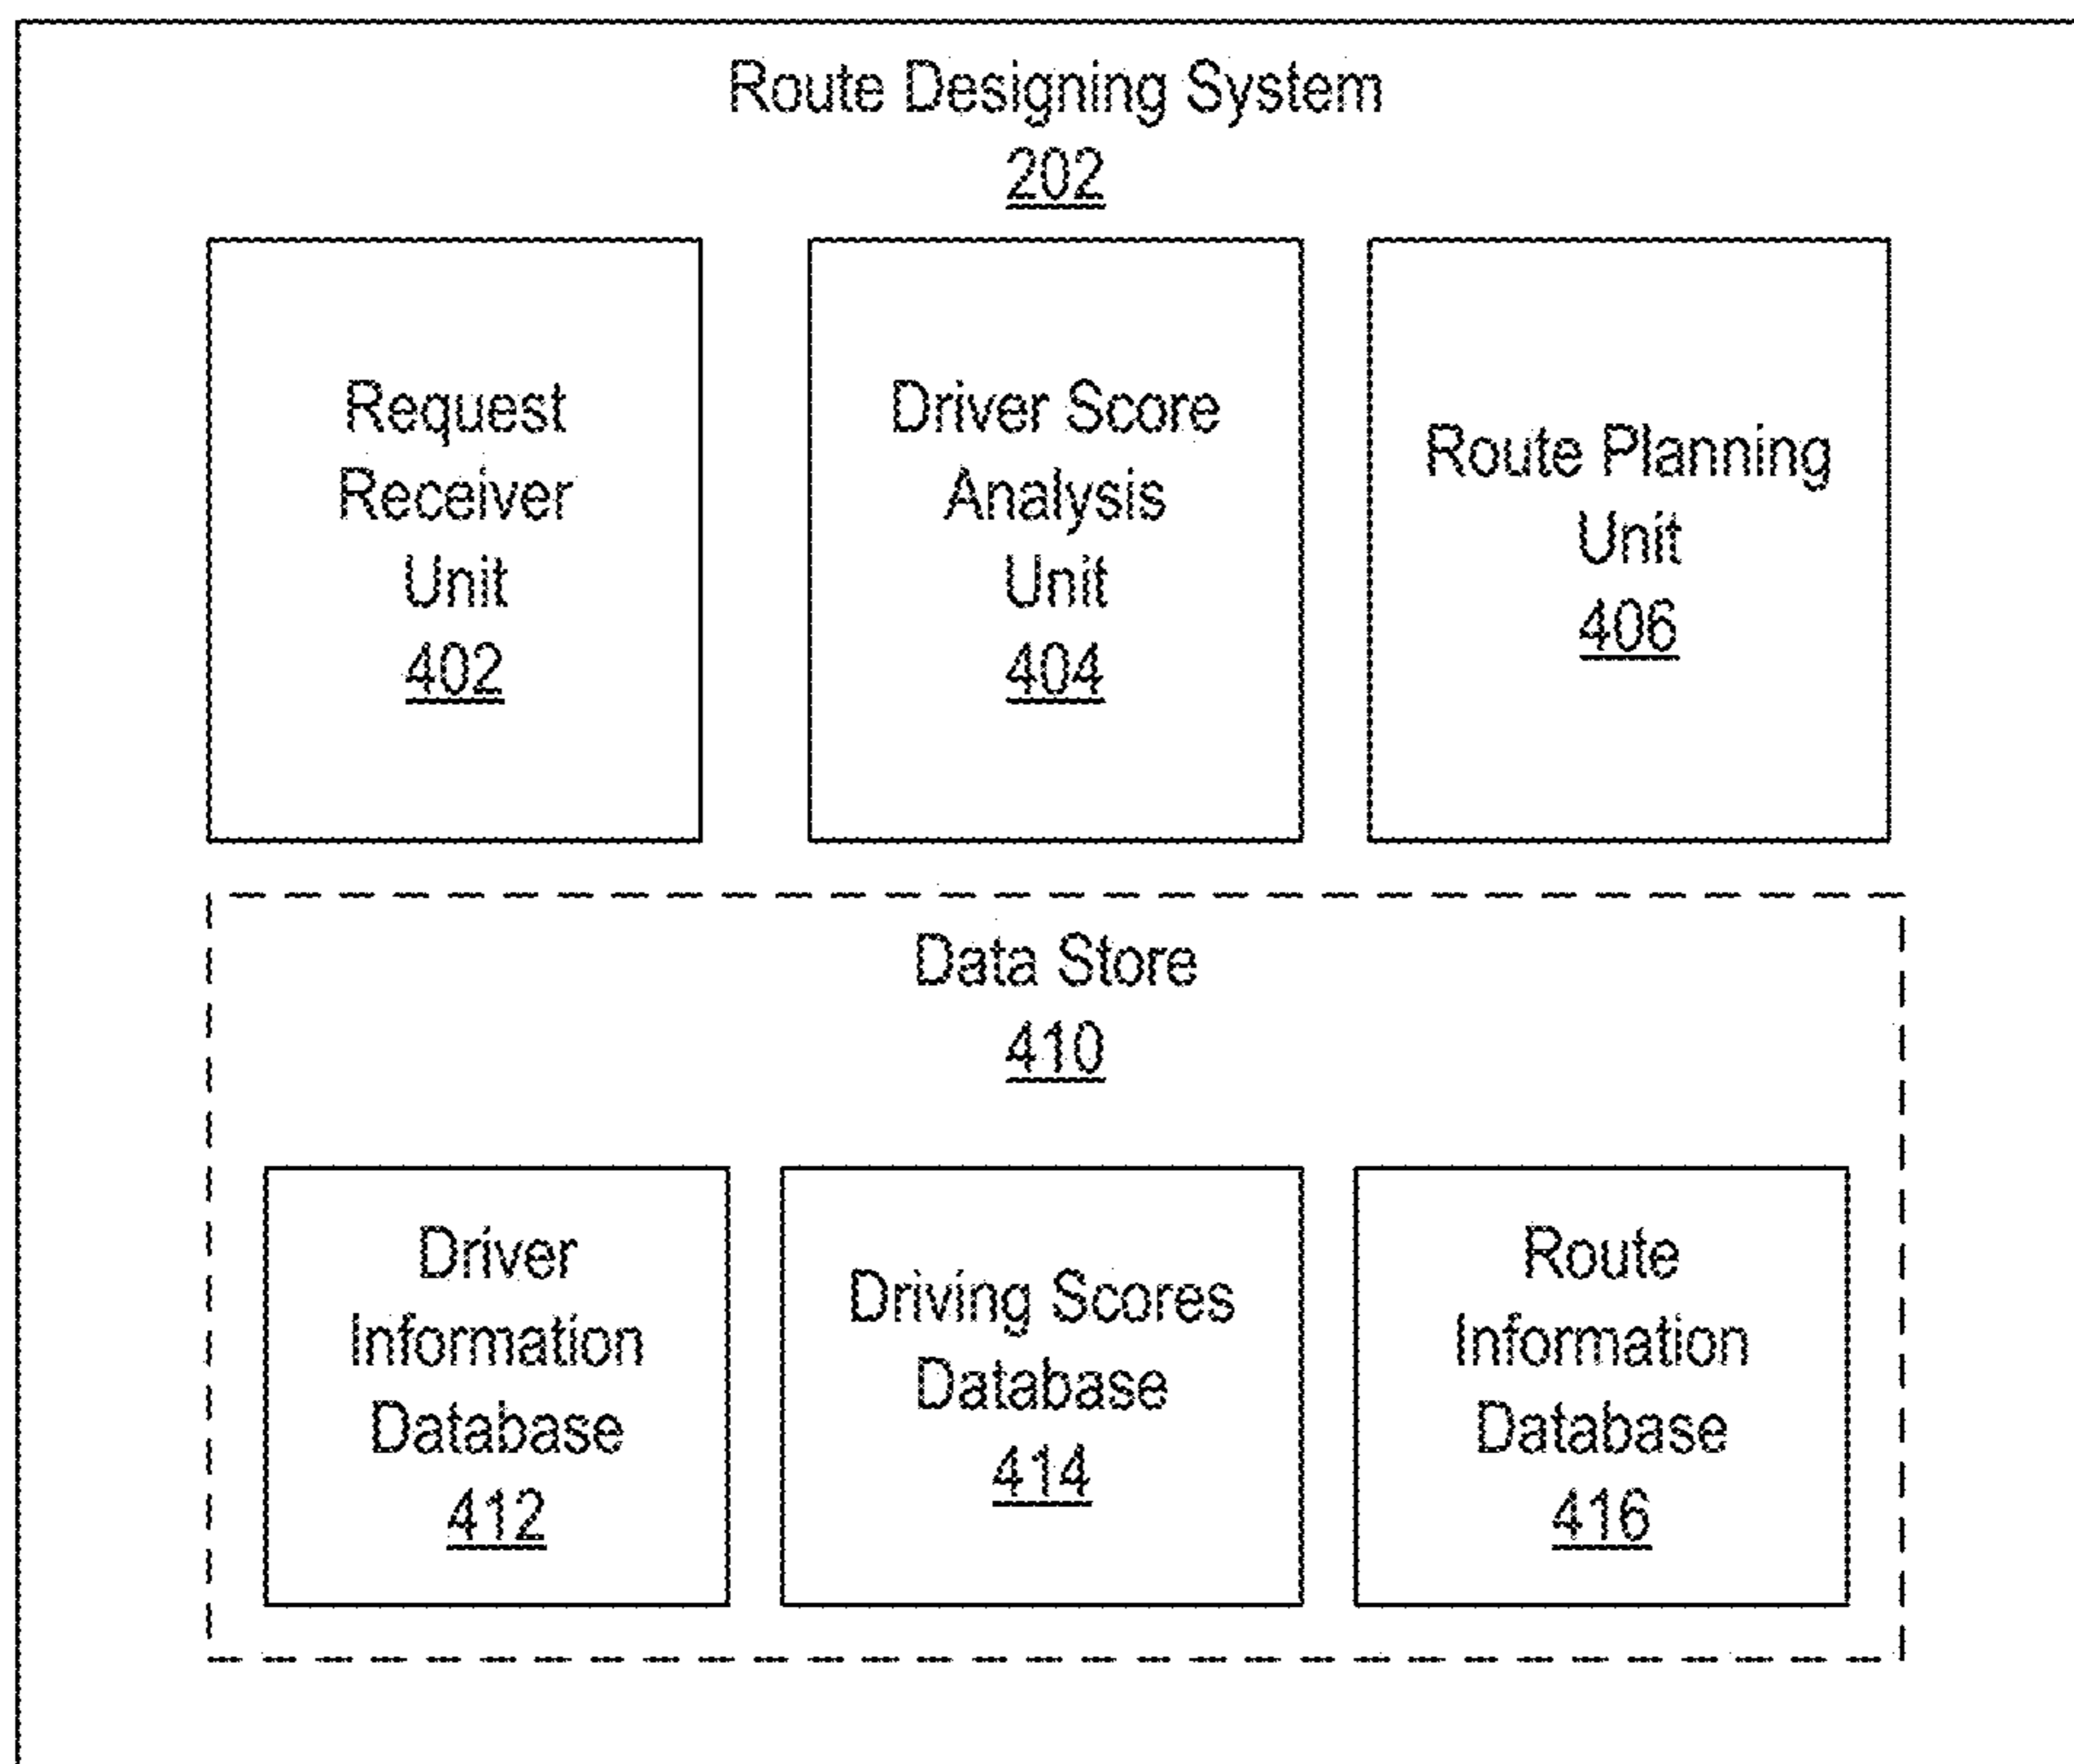 Route Designing System
202
Request
Receiver
Unit
402
Driver Score
Analysis
Unit
404
Route Planning
Unit
406
Data Store
410
Driver
Information
Database
412
Driving Scores
Database
414
Route
Information
Database
416